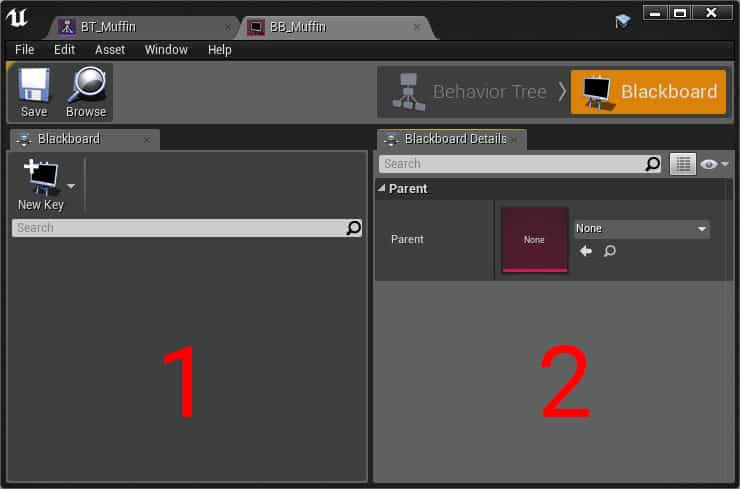 BT_Muffin
BB_Muffin
File Edit Asset Window Help
Save Browse
Behavior Tree
Blackboard
Blackboard
Blackboard Details
New Key
Search
Search
Parent
Parent
None
None
1
2